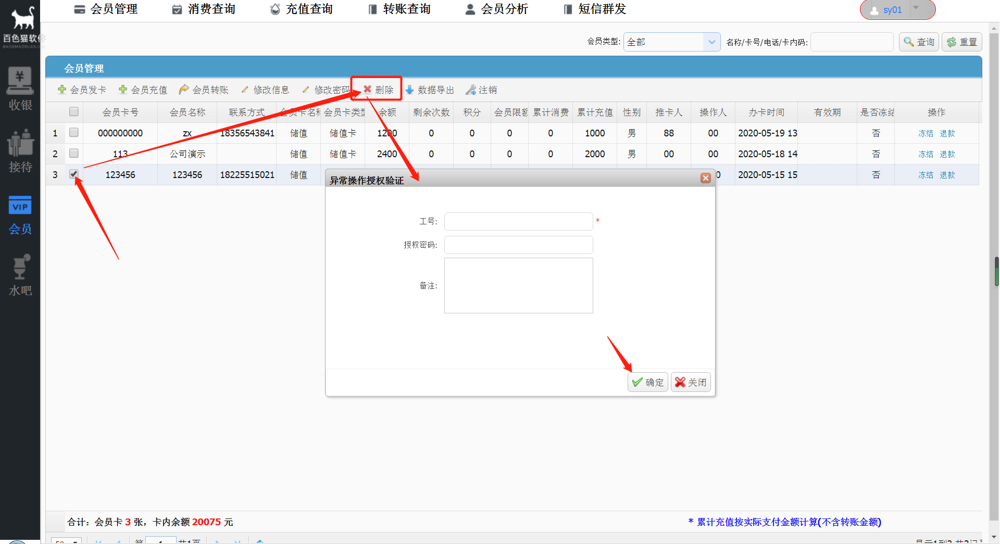 会员管理 消费查询 充值查询 转账查询 会员分析 短信群发 sy01
百色猫软件
会员类型: 全部 名称/卡号/电话/卡内码: 查询 重置
会员管理
会员发卡 会员充值 会员转账 修改信息 修改密码 删除 数据导出 注销
会员卡号 会员名称 联系方式 会员卡名称 会员卡类型 余额 剩余次数 积分 会员限额 累计消费 累计充值 性别 推卡人 操作人 办卡时间 有效期 是否冻结 操作
1 000000000 zx 18356543841 储值 储值卡 1200 0 0 0 0 1000 男 88 00 2020-05-19 13 否 冻结 退款
2 113 公司演示 储值 储值卡 2400 0 0 0 0 2000 男 00 00 2020-05-18 14 否 冻结 退款
3 123456 123456 18225515021 储值 0 2020-05-15 15 否 冻结 退款
收银
接待
VIP
会员
水吧
异常操作授权验证
工号: *
授权密码:
备注:
确定 关闭
合计：会员卡 3 张，卡内余额 20075 元
* 累计充值按实际支付金额计算(不含转账金额)
50 第 1 共1页